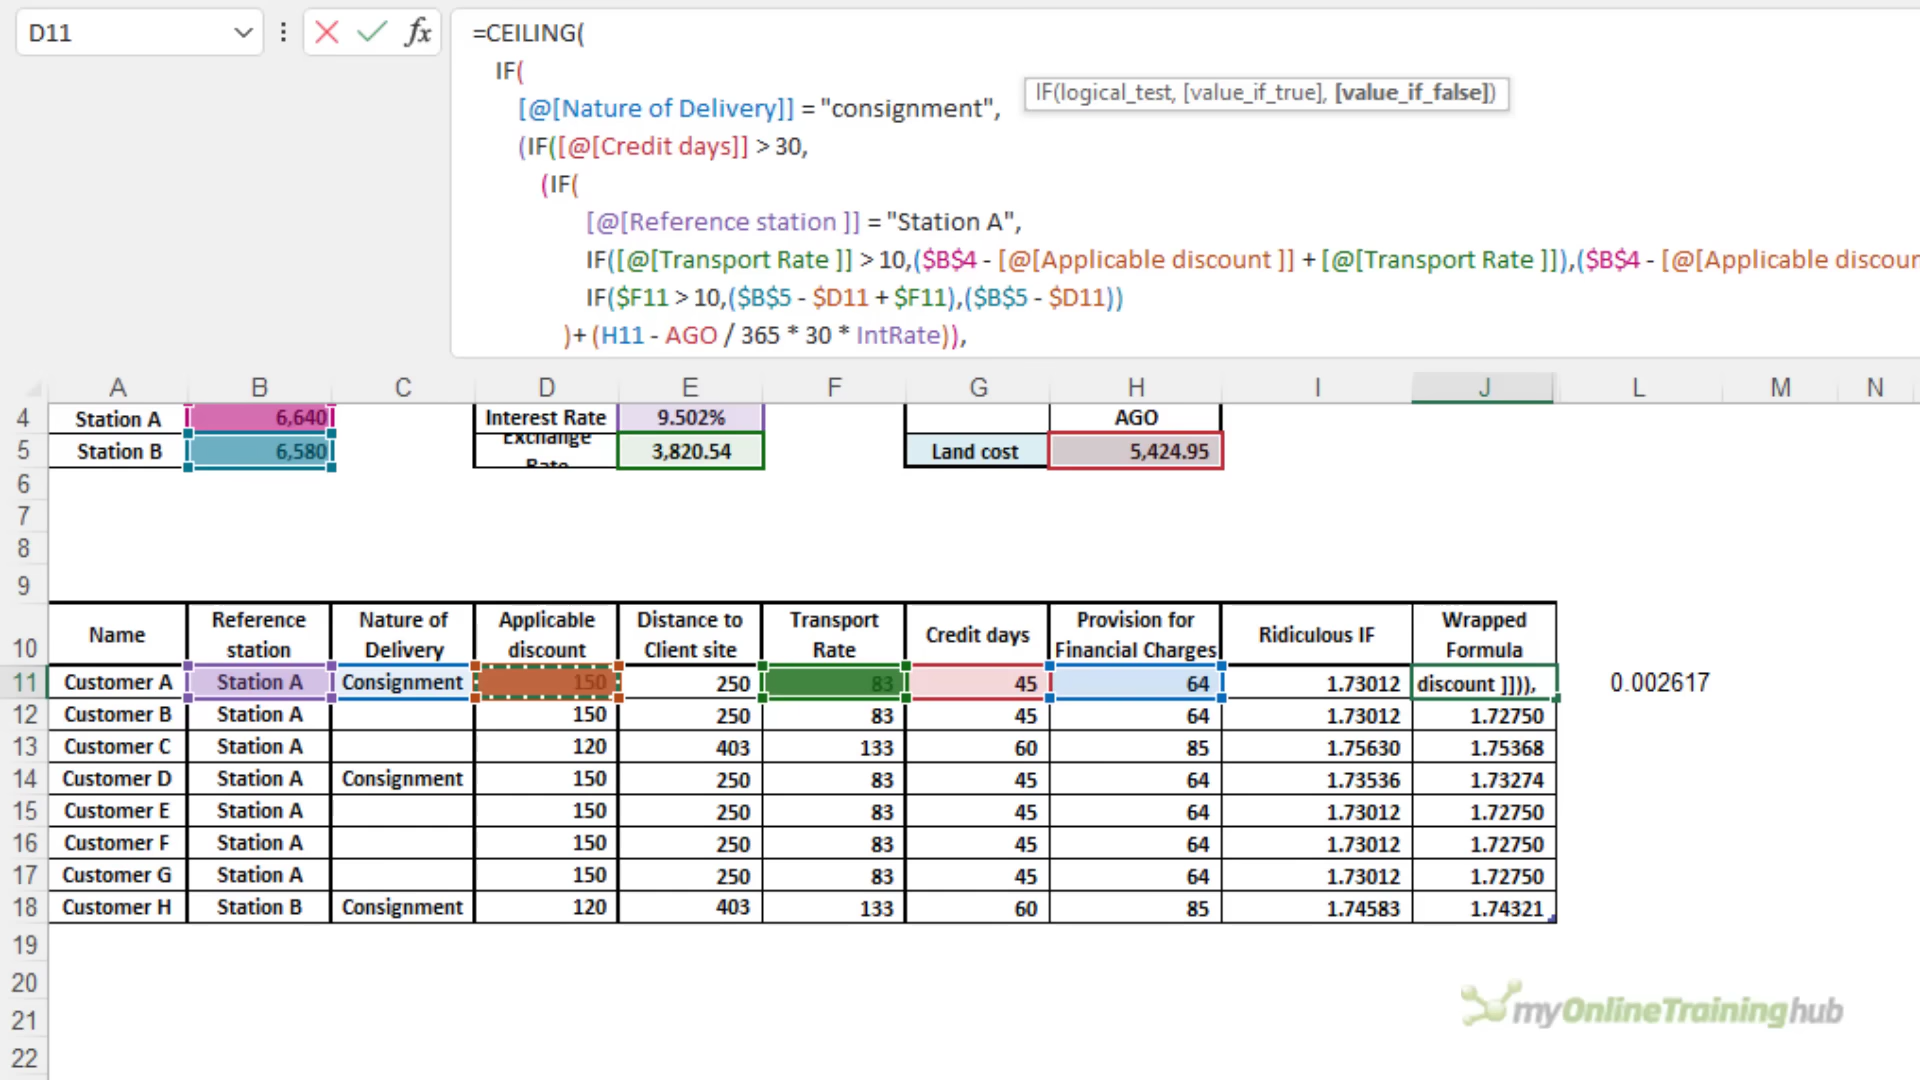 D11
fx
=CEILING(
IF(
[@[Nature of Delivery]] = "consignment",
IF(logical_test, [value_if_true], [value_if_false])
(IF([@[Credit days]] > 30,
(IF(
[@[Reference station ]] = "Station A",
IF([@[Transport Rate ]] > 10,($B$4 - [@[Applicable discount ]] + [@[Transport Rate ]]),($B$4 - [@[Applicable discoun
IF($F11 > 10,($B$5 - $D11 + $F11),($B$5 - $D11))
)+ (H11 - AGO / 365 * 30 * IntRate)),
A B C D E F G H I J L M N
4 Station A 6,640 Interest Rate 9.502% AGO
5 Station B 6,580 Exchange Rate 3,820.54 Land cost 5,424.95
6
7
8
9
10 Name Reference station Nature of Delivery Applicable discount Distance to Client site Transport Rate Credit days Provision for Financial Charges Ridiculous IF Wrapped Formula
11 Customer A Station A Consignment 150 250 83 45 64 1.73012 discount ]])), 0.002617
12 Customer B Station A 150 250 83 45 64 1.73012 1.72750
13 Customer C Station A 120 403 133 60 85 1.75630 1.75368
14 Customer D Station A Consignment 150 250 83 45 64 1.73536 1.73274
15 Customer E Station A 150 250 83 45 64 1.73012 1.72750
16 Customer F Station A 150 250 83 45 64 1.73012 1.72750
17 Customer G Station A 150 250 83 45 64 1.73012 1.72750
18 Customer H Station B Consignment 120 403 133 60 85 1.74583 1.74321
19
20
21
22
myOnlineTraininghub